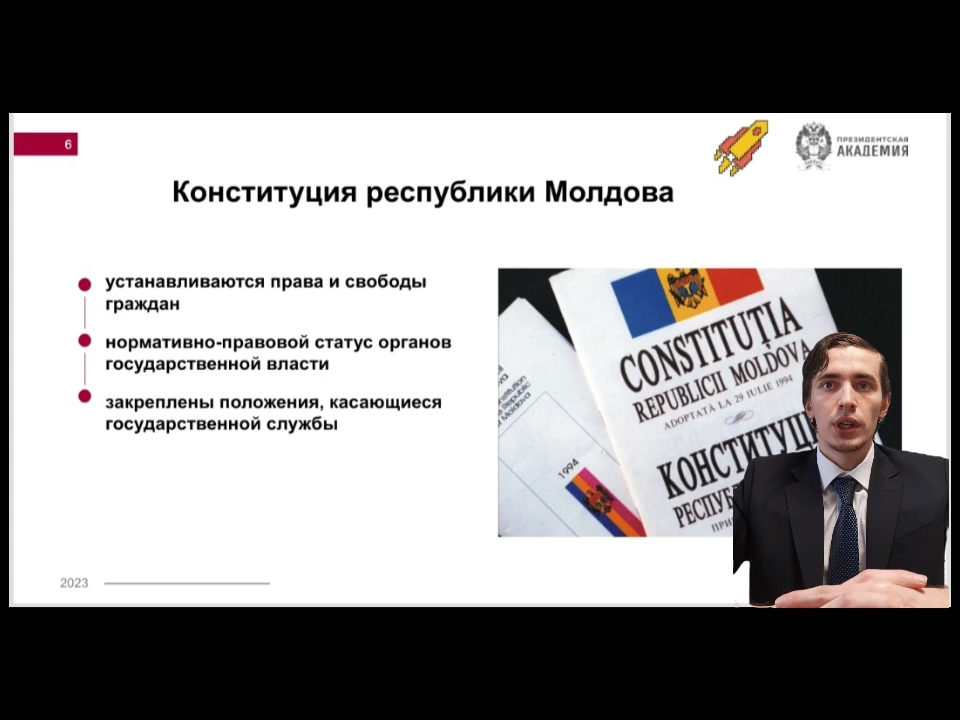 6
ПРЕЗИДЕНТСКАЯ
АКАДЕМИЯ
Конституция республики Молдова
устанавливаются права и свободы
граждан
нормативно-правовой статус органов
государственной власти
закреплены положения, касающиеся
государственной службы
CONSTITUȚIA
REPUBLICII MOLDOVA
ADOPTATĂ LA 29 IULIE 1994
1994
2023